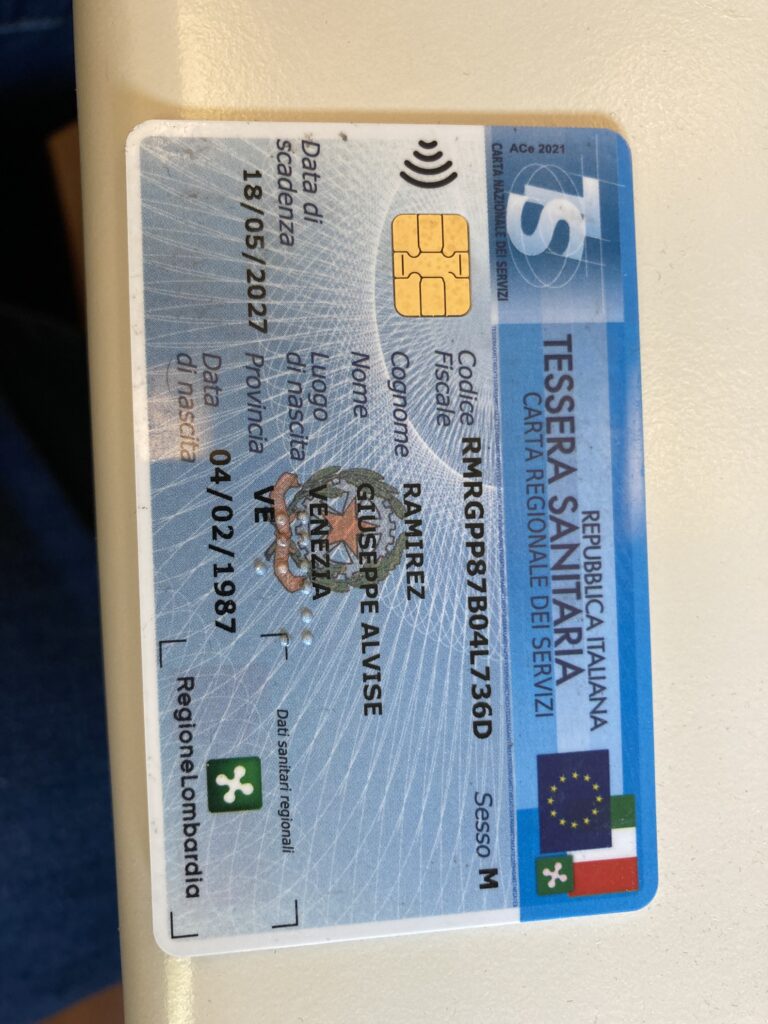 ACe 2021
TS
CARTA NAZIONALE DEI SERVIZI
REPUBBLICA ITALIANA
TESSERA SANITARIA
CARTA REGIONALE DEI SERVIZI
Codice Fiscale RMRGPP87B04L736D Sesso M
Cognome RAMIREZ
Nome GIUSEPPE ALVISE
Luogo di nascita VENEZIA
Provincia VE
Data di nascita 04/02/1987
Data di scadenza 18/05/2027
Dati sanitari regionali
RegioneLombardia